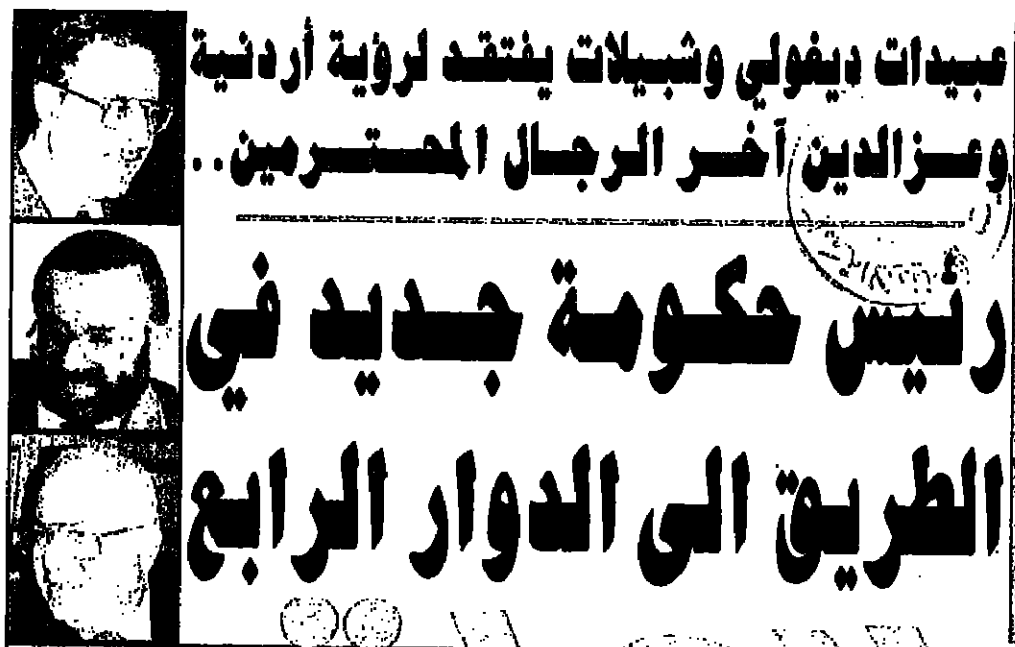 عبيدات ديفولي وشبيلات يفتقد لرؤية أردنية
وعزالدين آخر الرجال المحترمين..
رئيس حكومة جديد في
الطريق الى الدوار الرابع